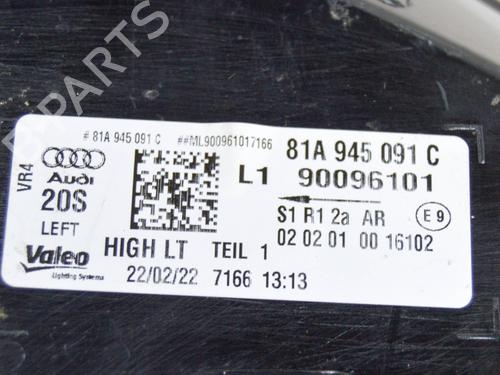 # 81A 945 091 C ##ML900961017166 81A 945 091 C
VR4
Audi
L1 90096101
20S
LEFT
S1 R1 2a AR E9
02 02 01 00 16102
Valeo
Lighting Systems
HIGH LT TEIL 1
22/02/22 7166 13:13
B-PARTS